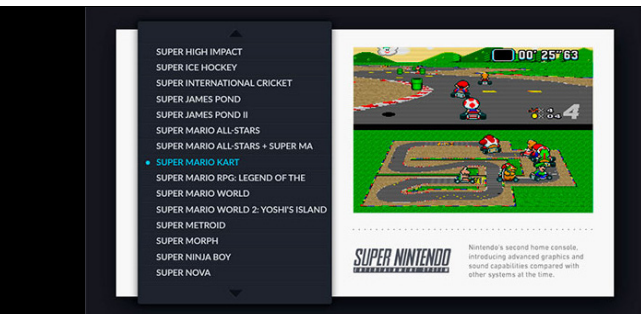 SUPER HIGH IMPACT
SUPER ICE HOCKEY
SUPER INTERNATIONAL CRICKET
SUPER JAMES POND
SUPER JAMES POND II
SUPER MARIO ALL-STARS
SUPER MARIO ALL-STARS + SUPER MA
SUPER MARIO KART
SUPER MARIO RPG: LEGEND OF THE
SUPER MARIO WORLD
SUPER MARIO WORLD 2: YOSHI'S ISLAND
SUPER METROID
SUPER MORPH
SUPER NINJA BOY
SUPER NOVA
00'25"63
4
04
SUPER NINTENDO
ENTERTAINMENT SYSTEM
Nintendo's second home console,
introducing advanced graphics and
sound capabilities compared with
other systems at the time.